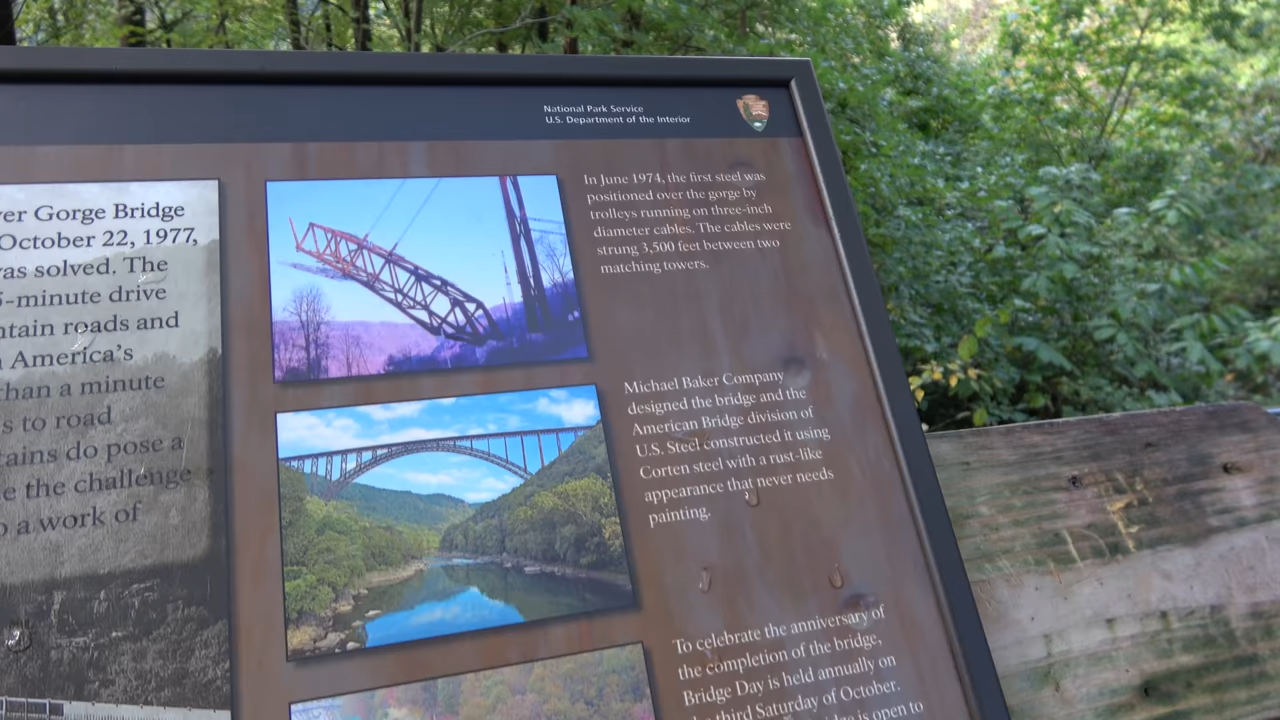 National Park Service
U.S. Department of the Interior
ver Gorge Bridge
October 22, 1977,
was solved. The
5-minute drive
ntain roads and
America's
than a minute
s to road
tains do pose a
e the challenge
o a work of
In June 1974, the first steel was
positioned over the gorge by
trolleys running on three-inch
diameter cables. The cables were
strung 3,500 feet between two
matching towers.
Michael Baker Company
designed the bridge and the
American Bridge division of
U.S. Steel constructed it using
Corten steel with a rust-like
appearance that never needs
painting.
To celebrate the anniversary of
the completion of the bridge,
Bridge Day is held annually on
third Saturday of October.
is open to